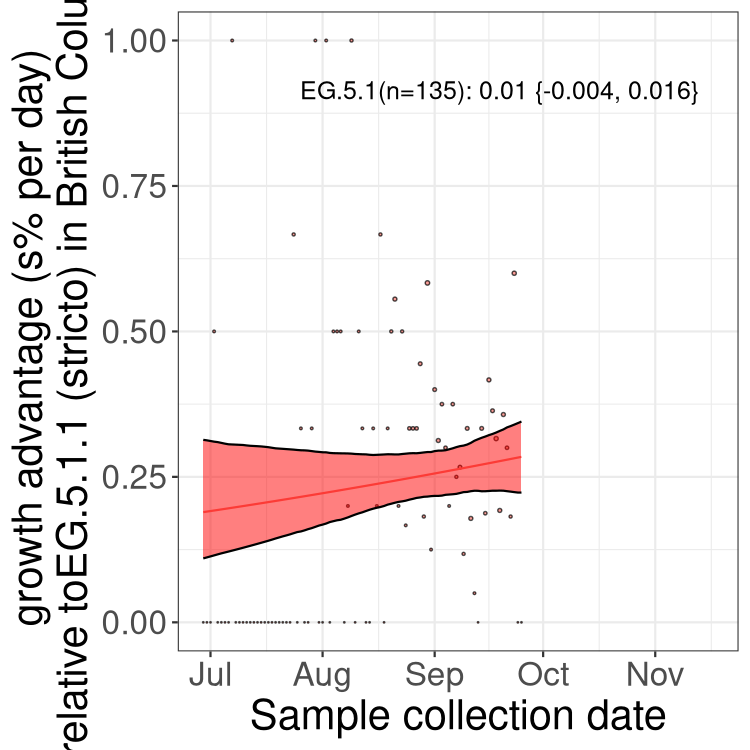 growth advantage (s% per day)
relative toEG.5.1.1 (stricto) in British Colu
1.00
0.75
0.50
0.25
0.00
EG.5.1(n=135): 0.01 {-0.004, 0.016}
Jul Aug Sep Oct Nov
Sample collection date